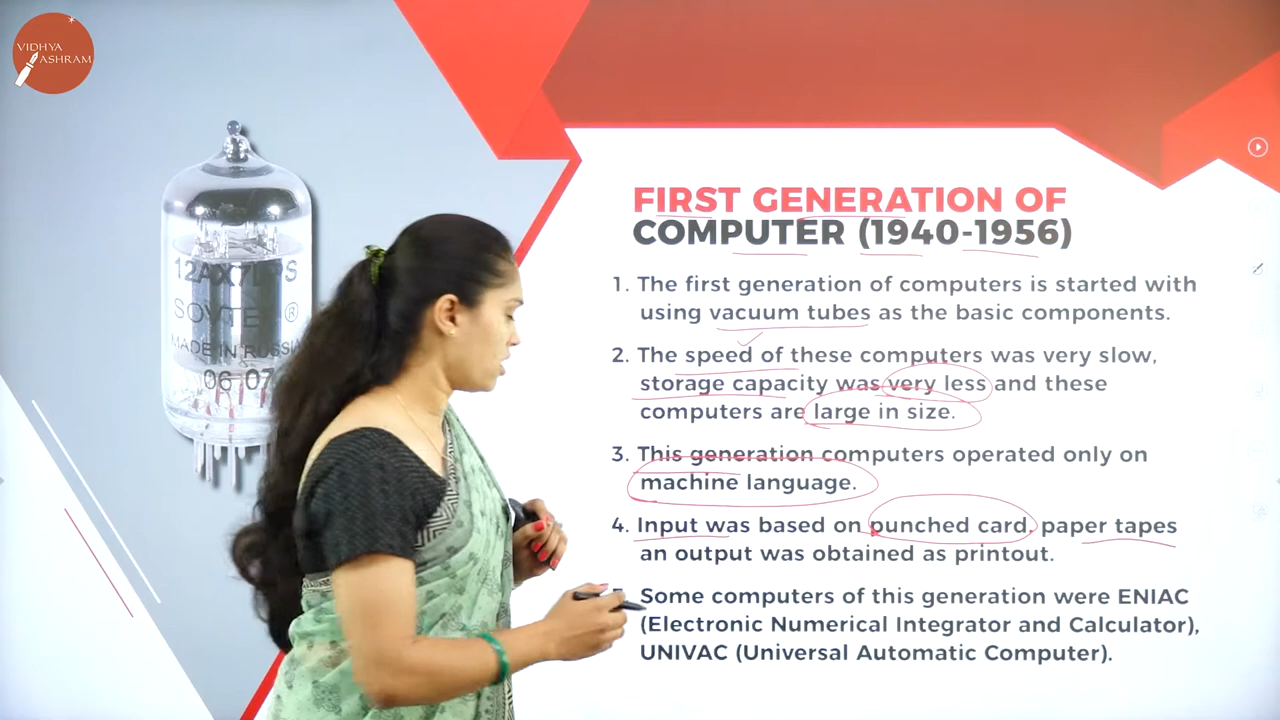 VIDHYA
ASHRAM
12AX7LPS
MADE IN RUSSIA
06 07
FIRST GENERATION OF
COMPUTER (1940-1956)
1. The first generation of computers is started with
using vacuum tubes as the basic components.
2. The speed of these computers was very slow,
storage capacity was very less and these
computers are large in size.
3. This generation computers operated only on
machine language.
4. Input was based on punched card, paper tapes
an output was obtained as printout.
Some computers of this generation were ENIAC
(Electronic Numerical Integrator and Calculator),
UNIVAC (Universal Automatic Computer).